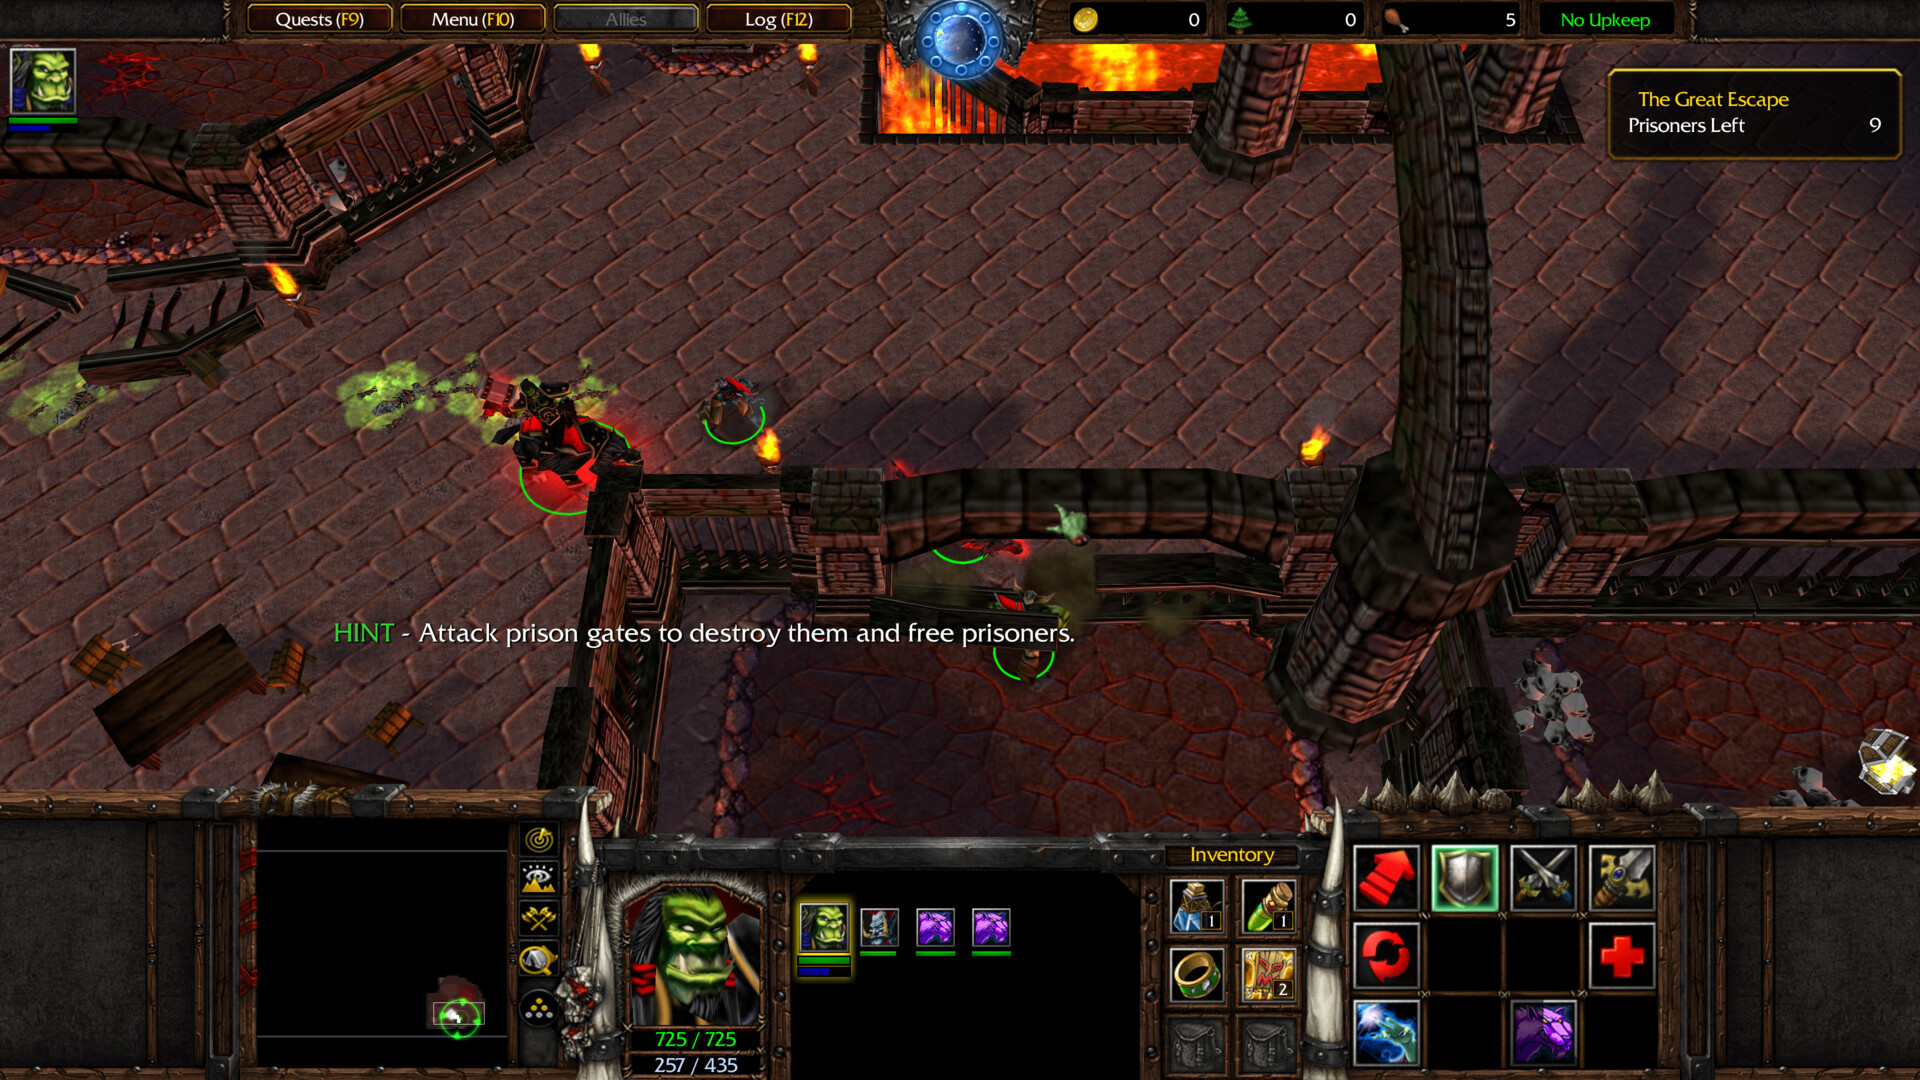 Quests (F9)
Menu (F10)
Allies
Log (F12)
0
0
5
No Upkeep
The Great Escape
Prisoners Left 9
HINT - Attack prison gates to destroy them and free prisoners.
Inventory
1
1
2
725 / 725
257 / 435